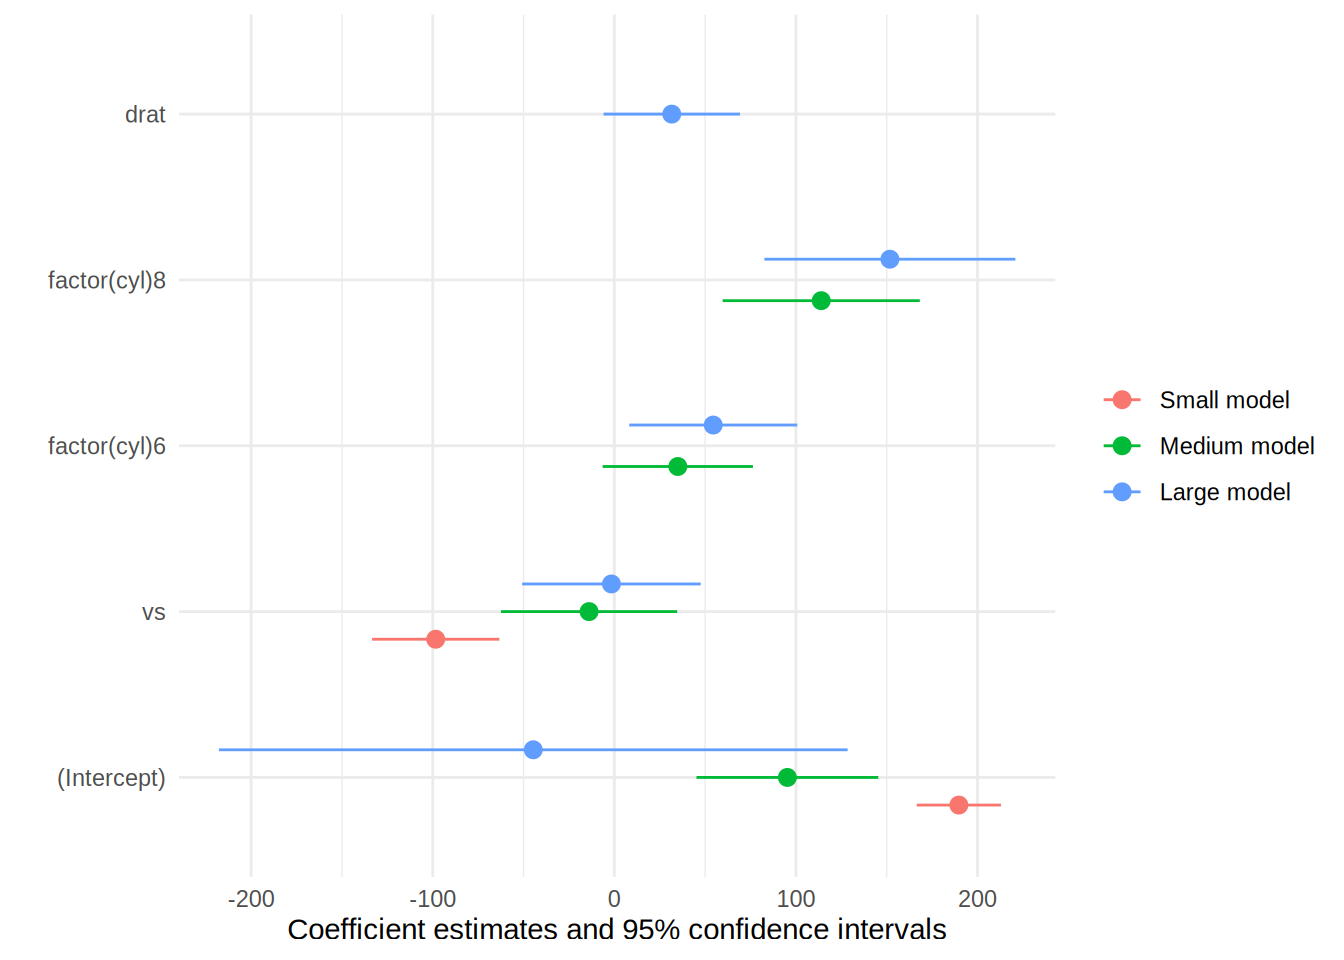 drat
factor(cyl)8
factor(cyl)6
vs
(Intercept)
-200 -100 0 100 200
Coefficient estimates and 95% confidence intervals
Small model
Medium model
Large model